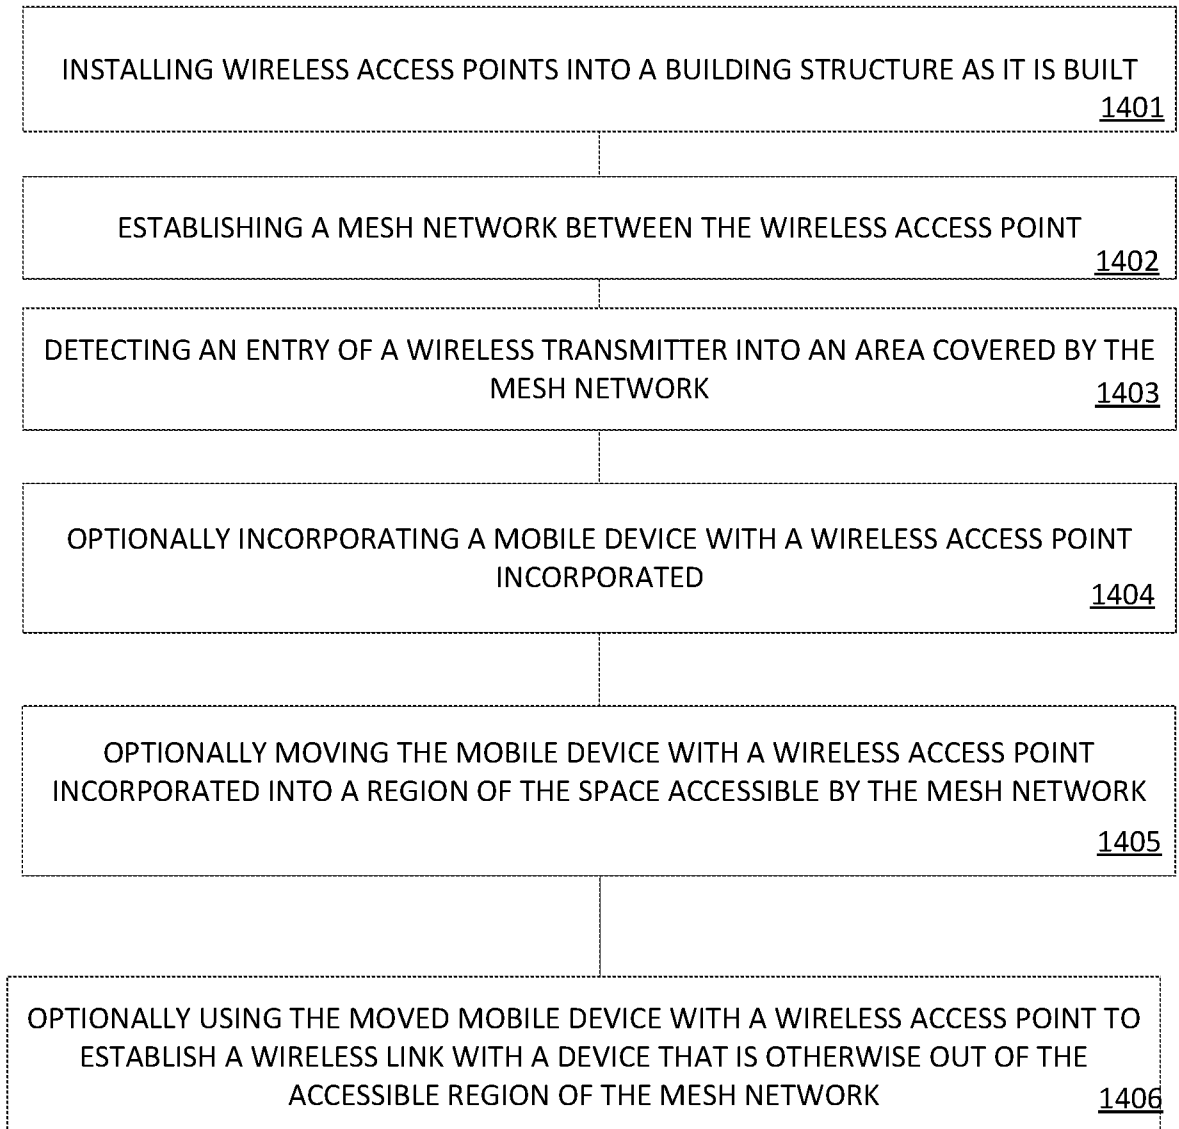 INSTALLING WIRELESS ACCESS POINTS INTO A BUILDING STRUCTURE AS IT IS BUILT
1401
ESTABLISHING A MESH NETWORK BETWEEN THE WIRELESS ACCESS POINT
1402
DETECTING AN ENTRY OF A WIRELESS TRANSMITTER INTO AN AREA COVERED BY THE
MESH NETWORK
1403
OPTIONALLY INCORPORATING A MOBILE DEVICE WITH A WIRELESS ACCESS POINT
INCORPORATED
1404
OPTIONALLY MOVING THE MOBILE DEVICE WITH A WIRELESS ACCESS POINT
INCORPORATED INTO A REGION OF THE SPACE ACCESSIBLE BY THE MESH NETWORK
1405
OPTIONALLY USING THE MOVED MOBILE DEVICE WITH A WIRELESS ACCESS POINT TO
ESTABLISH A WIRELESS LINK WITH A DEVICE THAT IS OTHERWISE OUT OF THE
ACCESSIBLE REGION OF THE MESH NETWORK
1406